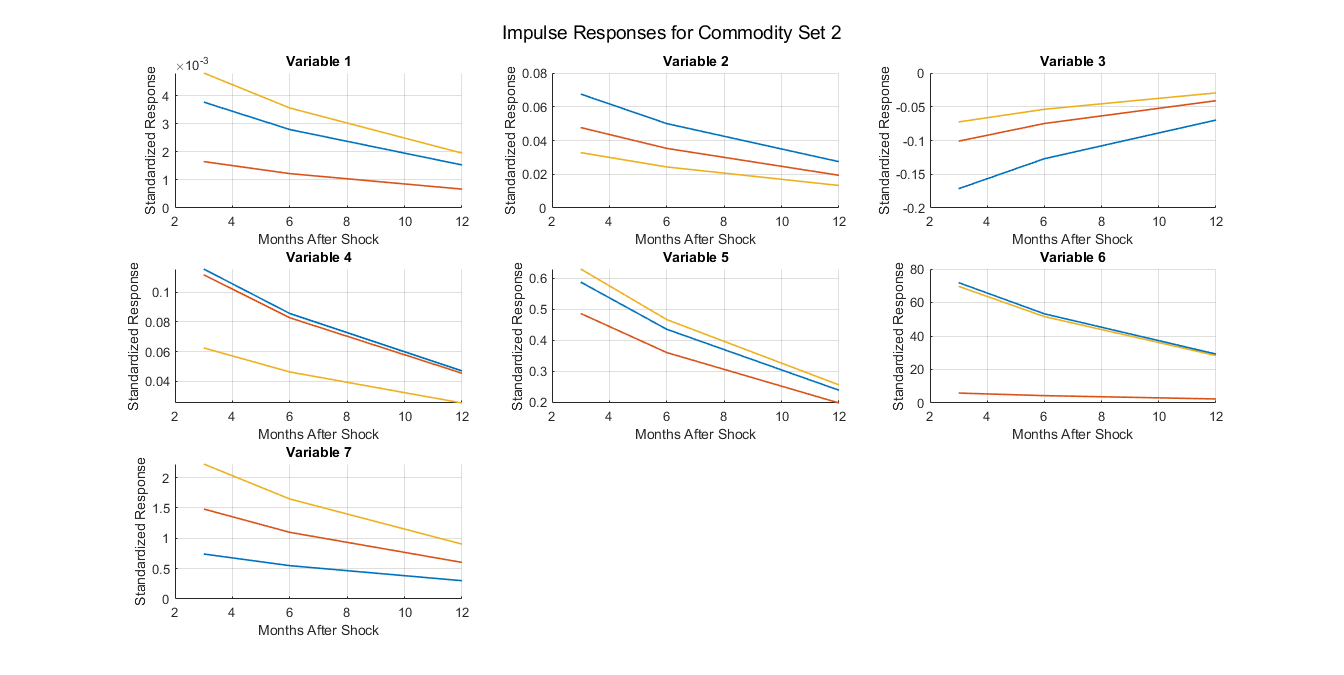 Impulse Responses for Commodity Set 2
Variable 1
×10⁻³
Standardized Response
4
3
2
1
0
2 4 6 8 10 12
Months After Shock
Variable 2
Standardized Response
0.08
0.06
0.04
0.02
0
2 4 6 8 10 12
Months After Shock
Variable 3
Standardized Response
0
-0.05
-0.1
-0.15
-0.2
2 4 6 8 10 12
Months After Shock
Variable 4
Standardized Response
0.1
0.08
0.06
0.04
2 4 6 8 10 12
Months After Shock
Variable 5
Standardized Response
0.6
0.5
0.4
0.3
0.2
2 4 6 8 10 12
Months After Shock
Variable 6
Standardized Response
80
60
40
20
0
2 4 6 8 10 12
Months After Shock
Variable 7
Standardized Response
2
1.5
1
0.5
0
2 4 6 8 10 12
Months After Shock